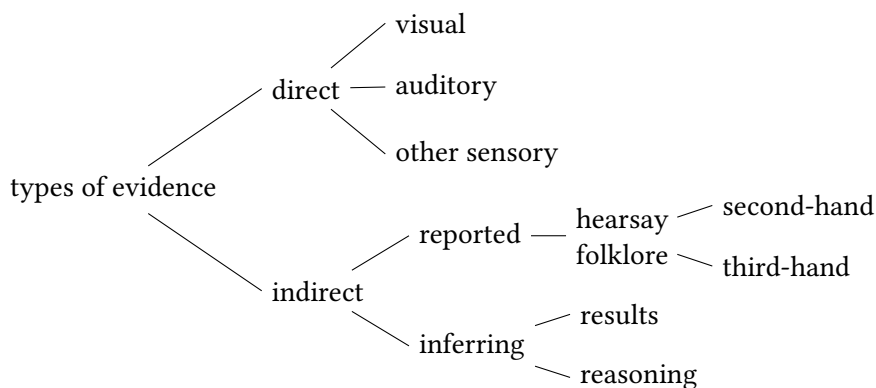 visual
direct
auditory
other sensory
types of evidence
reported
hearsay
folklore
second-hand
third-hand
indirect
results
inferring
reasoning